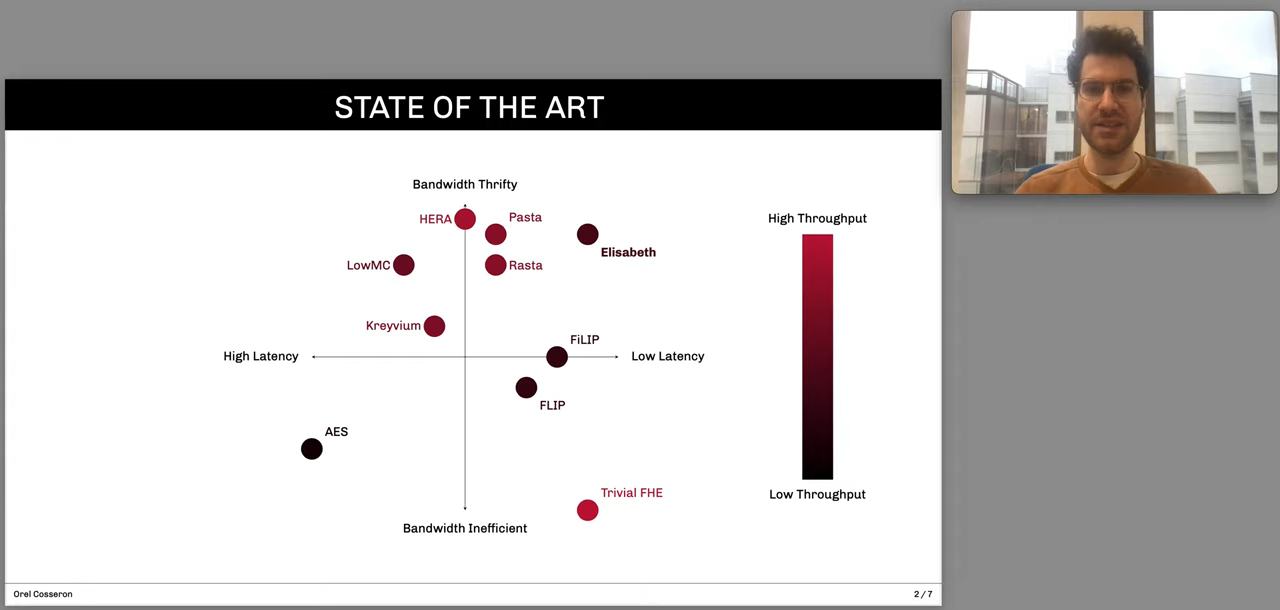 STATE OF THE ART
Bandwidth Thrifty
HERA
Pasta
High Throughput
Elisabeth
LowMC
Rasta
Kreyvium
FiLIP
High Latency
Low Latency
FLIP
AES
Trivial FHE
Low Throughput
Bandwidth Inefficient
Orel Cosseron
2 / 7